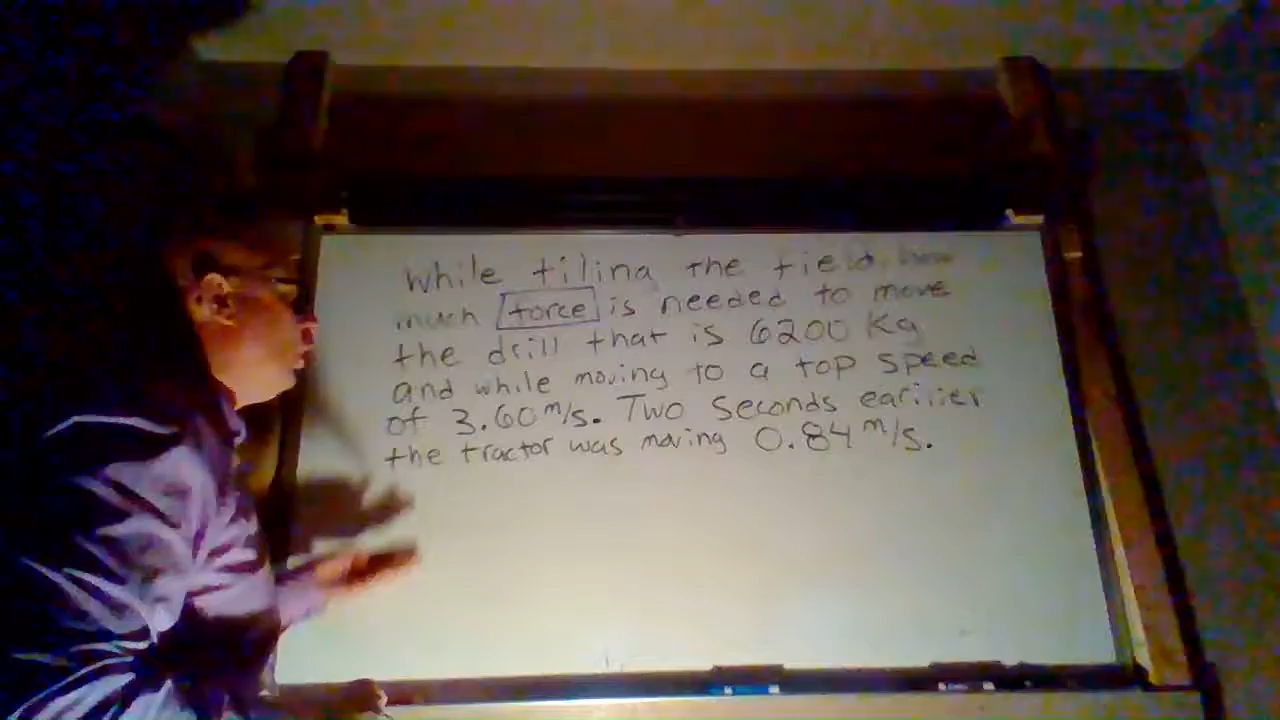 while tiling the field, how
much force is needed to move
the drill that is 6200 Kg
and while moving to a top speed
of 3.60 m/s. Two seconds earilier
the tractor was moving 0.84 m/s.